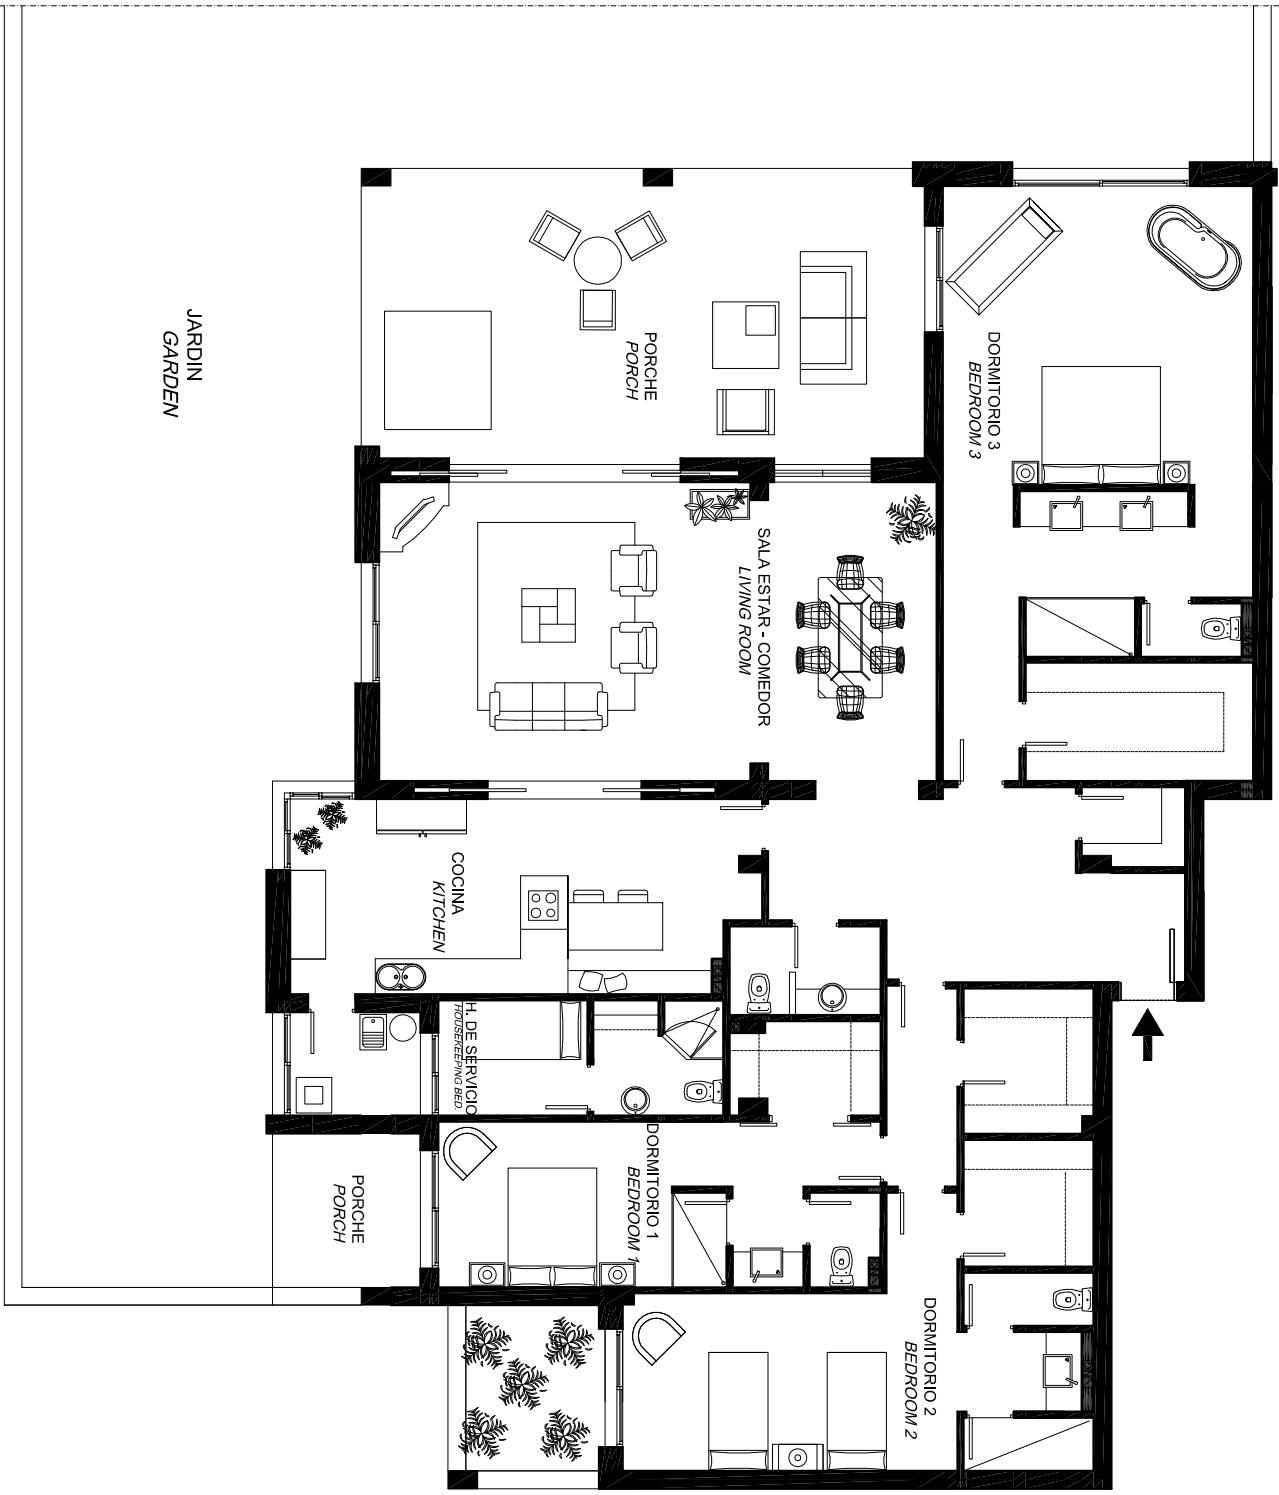 JARDIN
GARDEN
PORCHE
PORCH
DORMITORIO 3
BEDROOM 3
SALA ESTAR - COMEDOR
LIVING ROOM
COCINA
KITCHEN
H. DE SERVICIO
HOUSEKEEPING BED.
DORMITORIO 1
BEDROOM 1
PORCHE
PORCH
DORMITORIO 2
BEDROOM 2